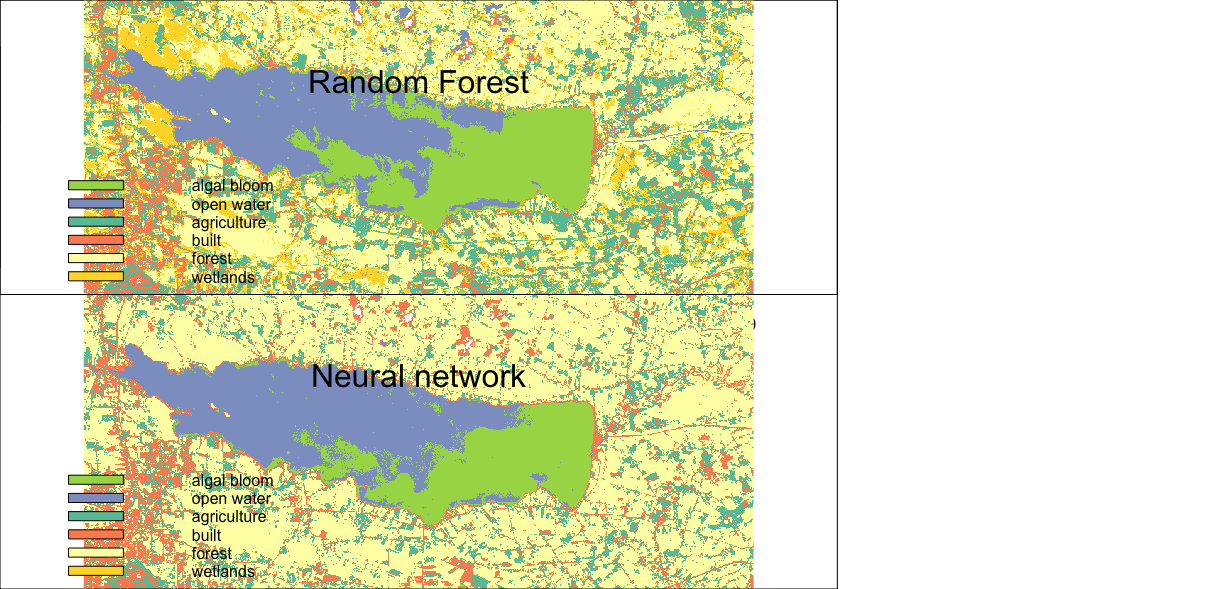 Random Forest
algal bloom
open water
agriculture
built
forest
wetlands
Neural network
algal bloom
open water
agriculture
built
forest
wetlands